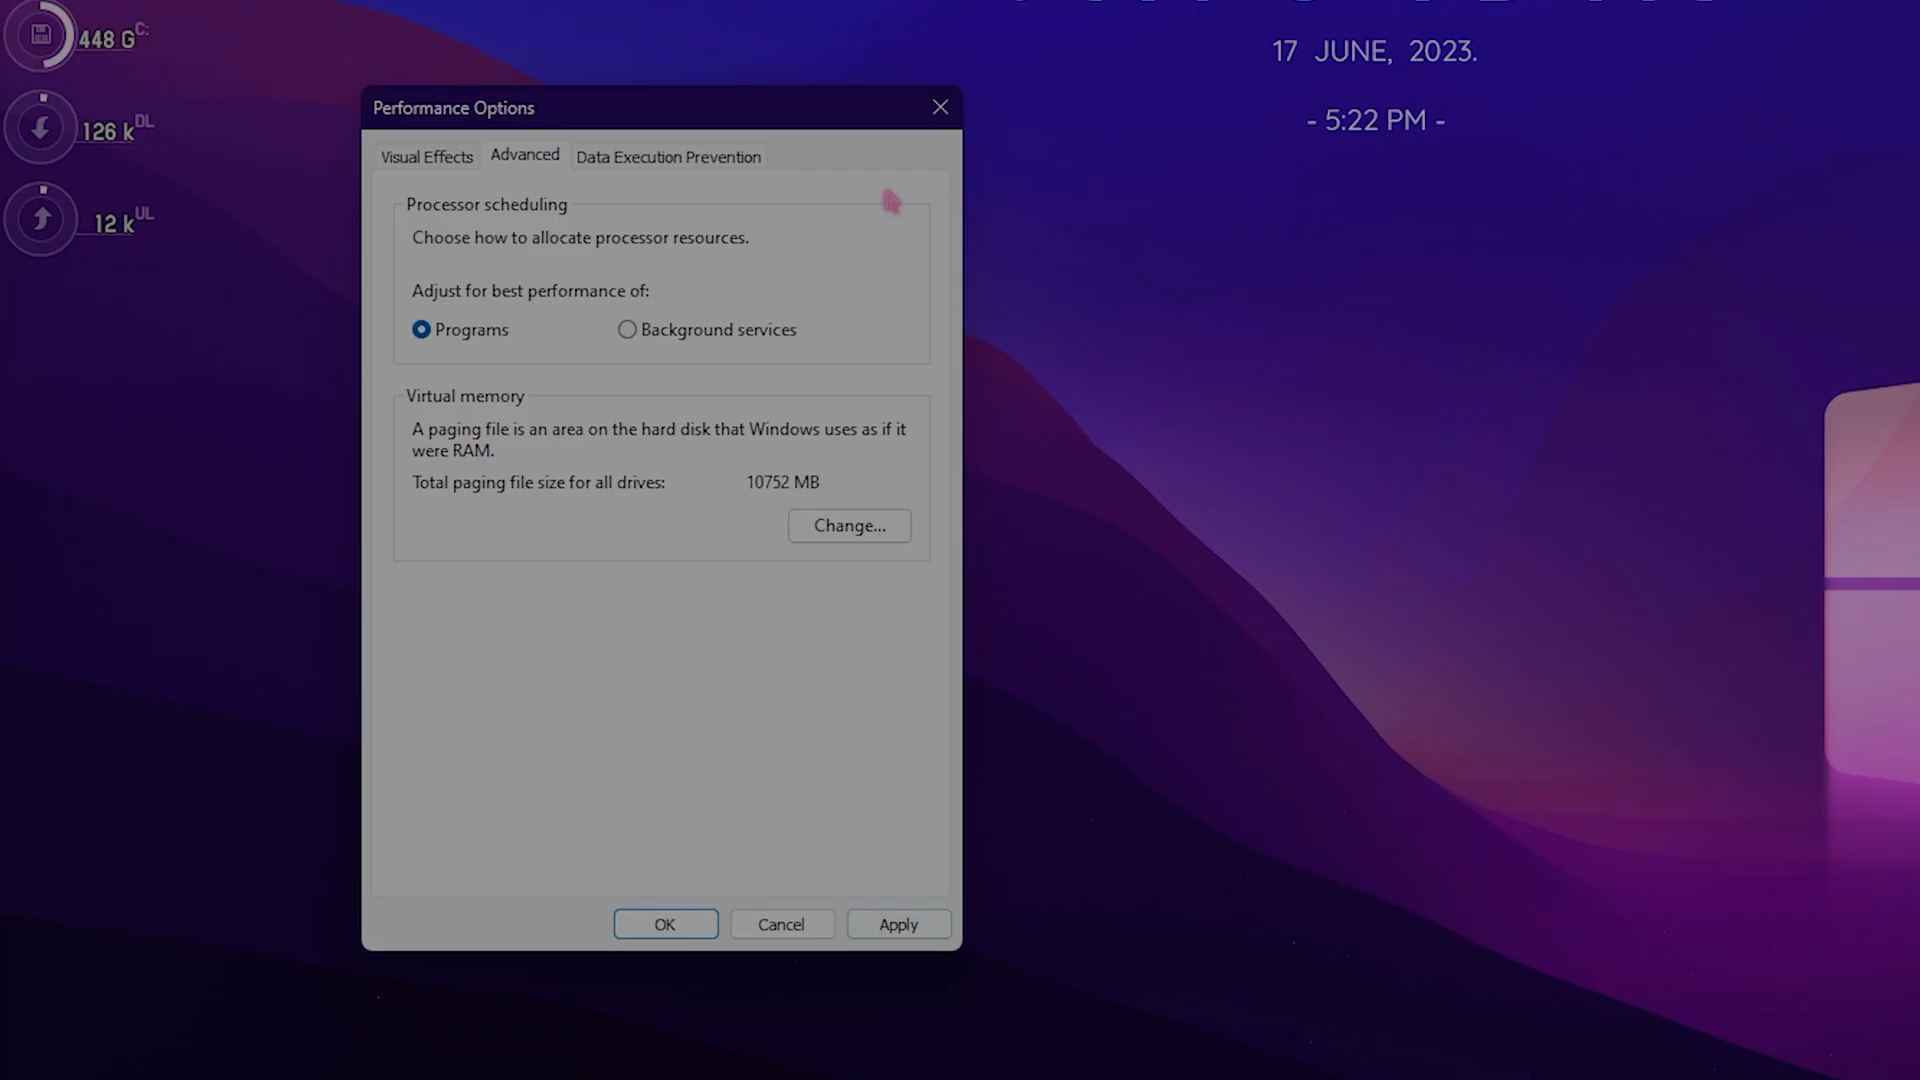 448 G C:
126 k DL
12 k UL
17 JUNE, 2023.
- 5:22 PM -
Performance Options
Visual Effects
Advanced
Data Execution Prevention
Processor scheduling
Choose how to allocate processor resources.
Adjust for best performance of:
Programs
Background services
Virtual memory
A paging file is an area on the hard disk that Windows uses as if it
were RAM.
Total paging file size for all drives:
10752 MB
Change...
OK
Cancel
Apply